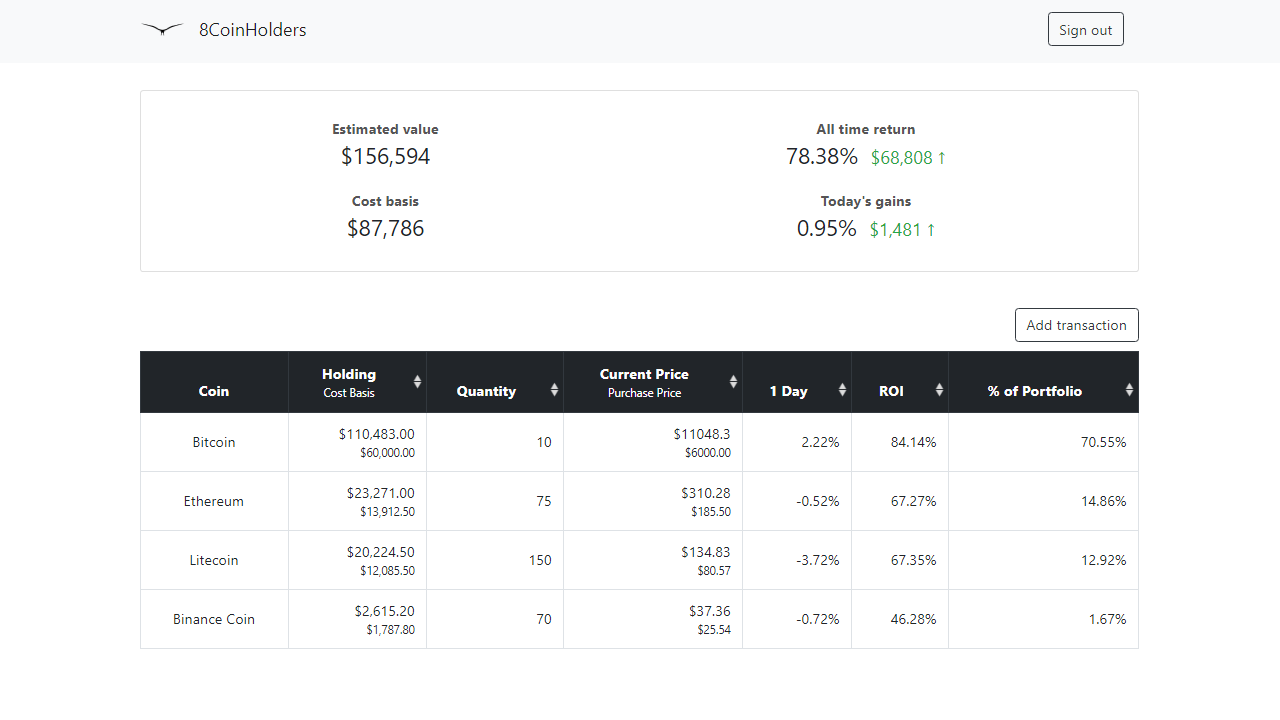 8CoinHolders
Sign out
Estimated value
$156,594
All time return
78.38% $68,808 ↑
Cost basis
$87,786
Today's gains
0.95% $1,481 ↑
Add transaction
Coin
Holding
Cost Basis
Quantity
Current Price
Purchase Price
1 Day
ROI
% of Portfolio
Bitcoin
$110,483.00
$60,000.00
10
$11048.3
$6000.00
2.22%
84.14%
70.55%
Ethereum
$23,271.00
$13,912.50
75
$310.28
$185.50
-0.52%
67.27%
14.86%
Litecoin
$20,224.50
$12,085.50
150
$134.83
$80.57
-3.72%
67.35%
12.92%
Binance Coin
$2,615.20
$1,787.80
70
$37.36
$25.54
-0.72%
46.28%
1.67%